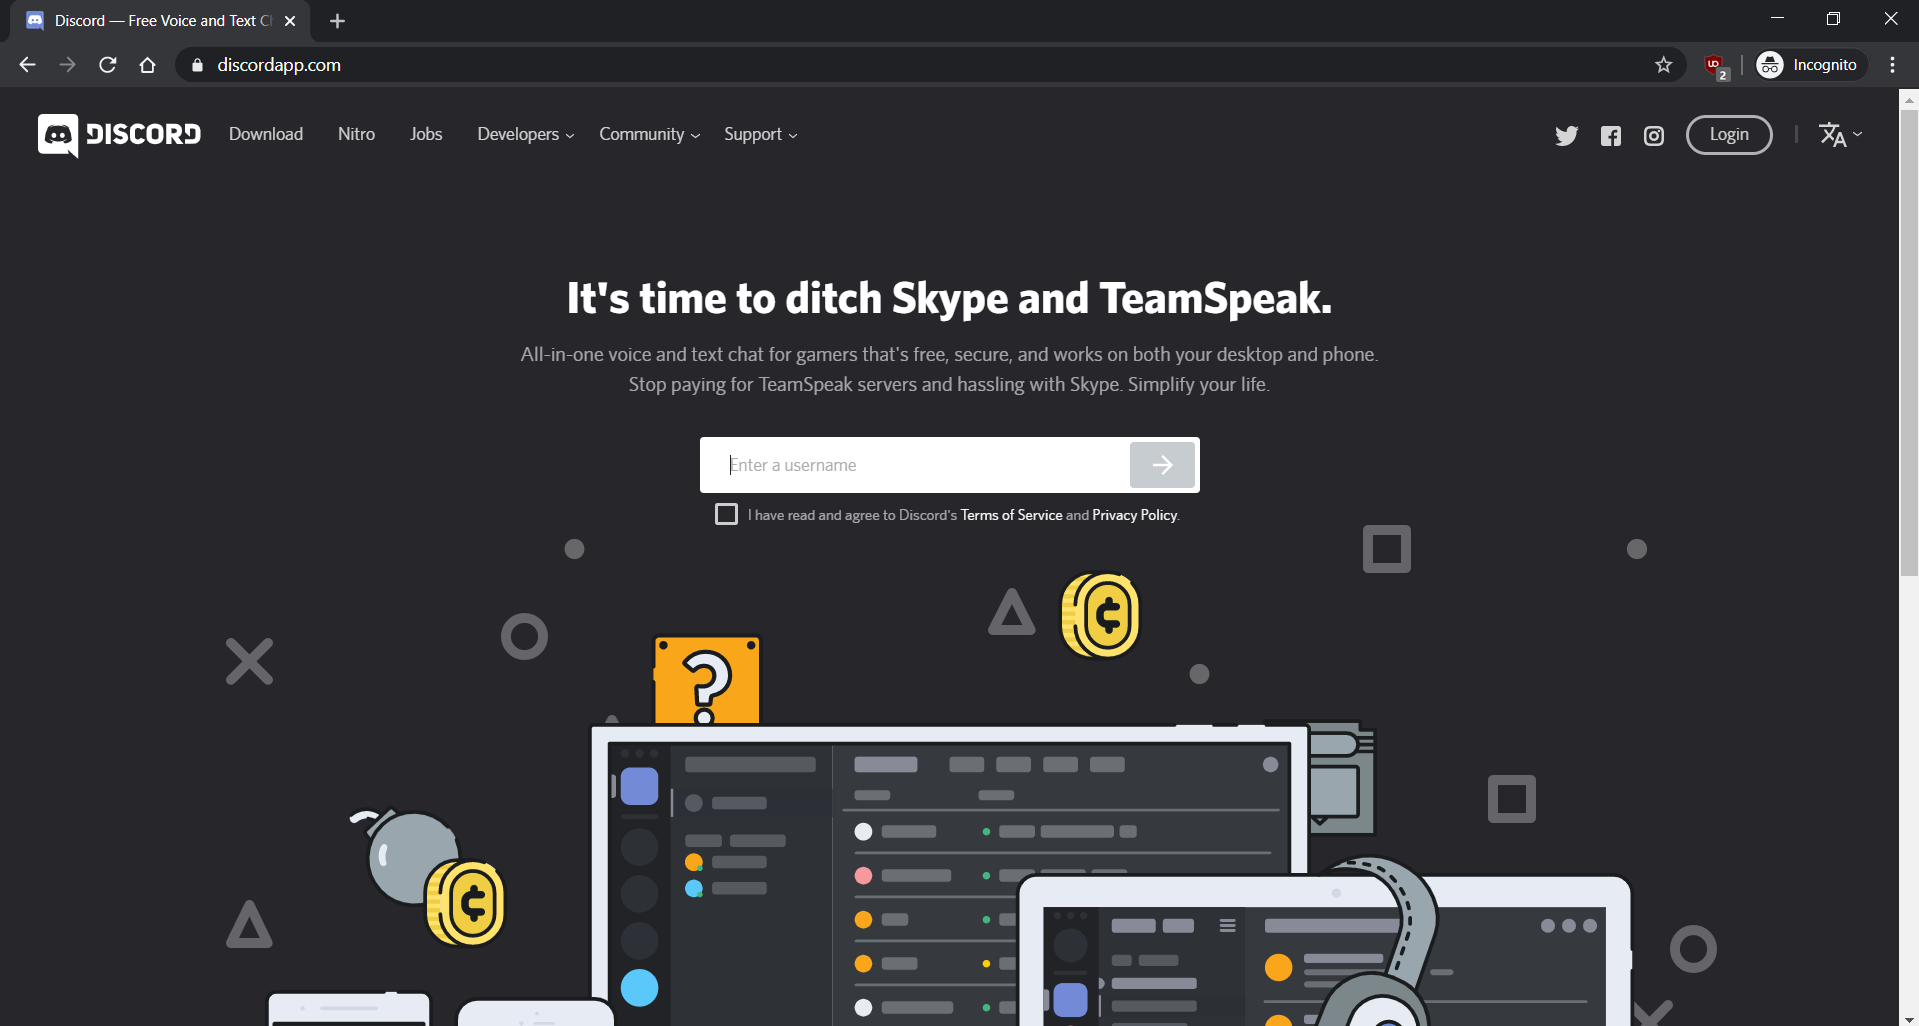 Discord — Free Voice and Text Ch
discordapp.com
2
Incognito
DISCORD
Download
Nitro
Jobs
Developers
Community
Support
Login
It's time to ditch Skype and TeamSpeak.
All-in-one voice and text chat for gamers that's free, secure, and works on both your desktop and phone.
Stop paying for TeamSpeak servers and hassling with Skype. Simplify your life.
Enter a username
I have read and agree to Discord's Terms of Service and Privacy Policy.
?
¢
¢